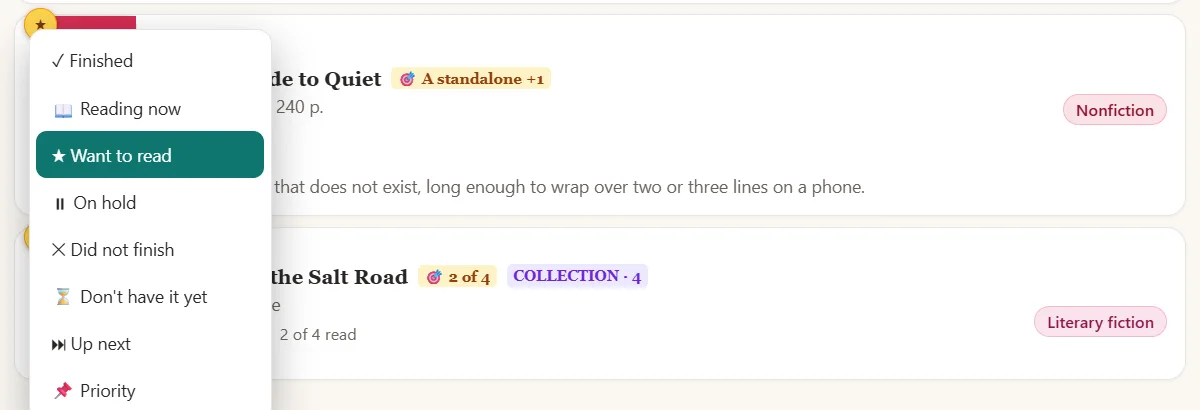 ★
✓ Finished
📖 Reading now
★ Want to read
⏸ On hold
✕ Did not finish
⏳ Don't have it yet
⏭ Up next
📌 Priority
to Quiet
🎯 A standalone +1
240 p.
Nonfiction
that does not exist, long enough to wrap over two or three lines on a phone.
the Salt Road
🎯 2 of 4
COLLECTION · 4
2 of 4 read
Literary fiction